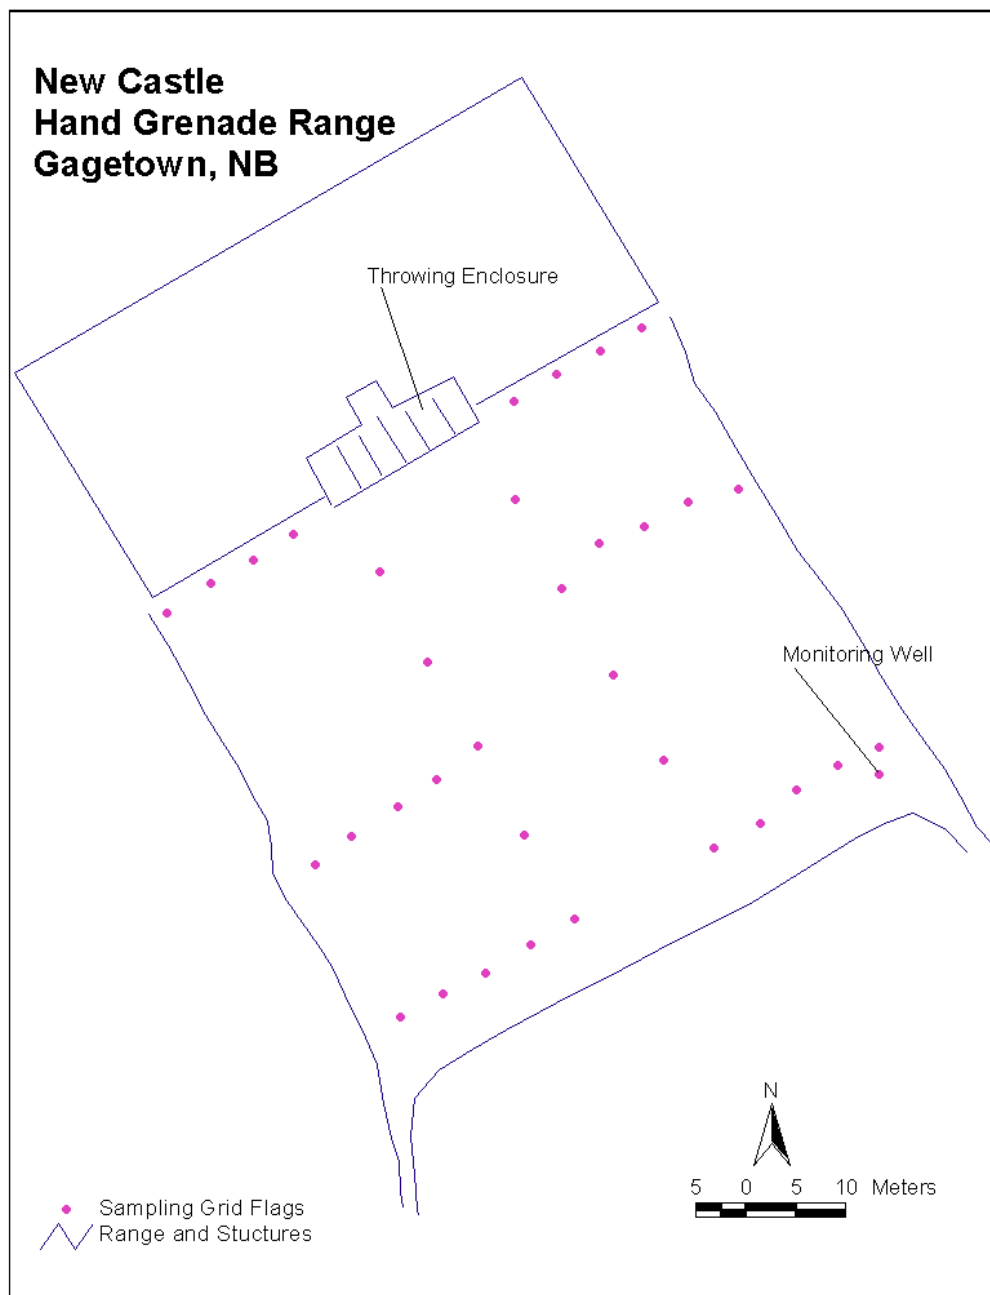 New Castle
Hand Grenade Range
Gagetown, NB
Throwing Enclosure
Monitoring Well
N
5 0 5 10 Meters
Sampling Grid Flags
Range and Stuctures